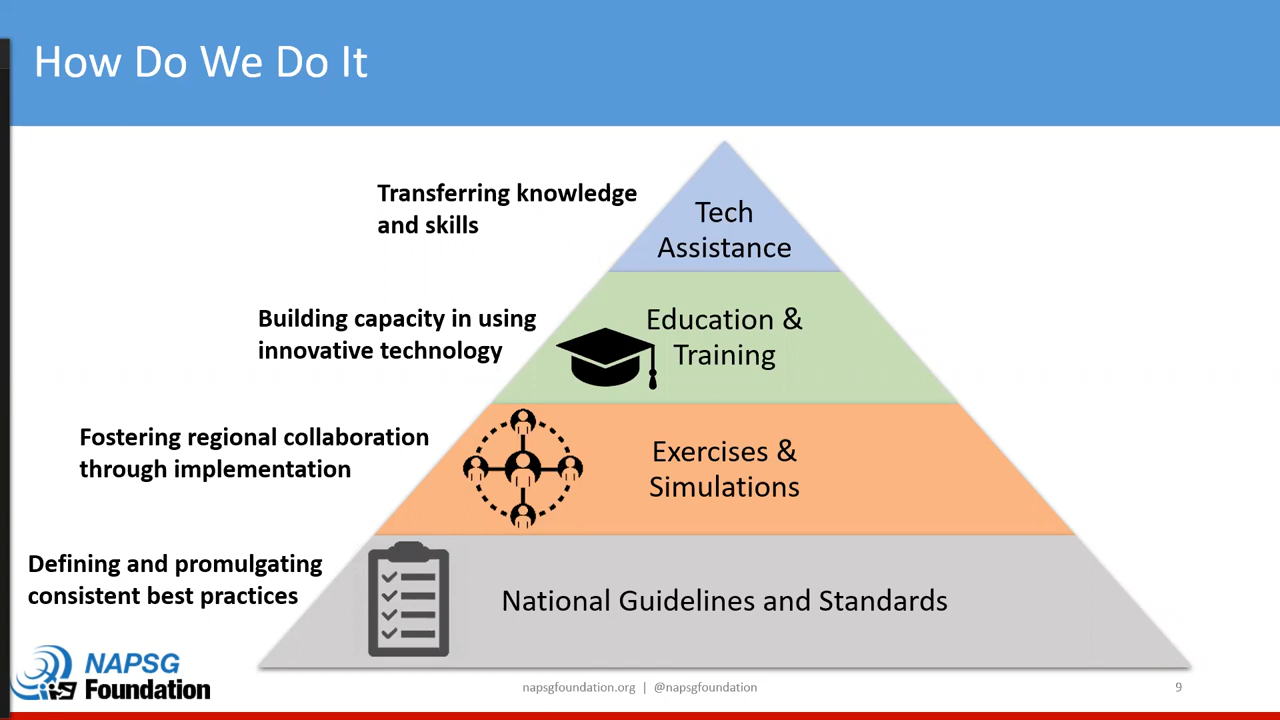 How Do We Do It
Transferring knowledge
and skills
Tech
Assistance
Building capacity in using
innovative technology
Education &
Training
Fostering regional collaboration
through implementation
Exercises &
Simulations
Defining and promulgating
consistent best practices
National Guidelines and Standards
NAPSG
Foundation
napsgfoundation.org | @napsgfoundation
9